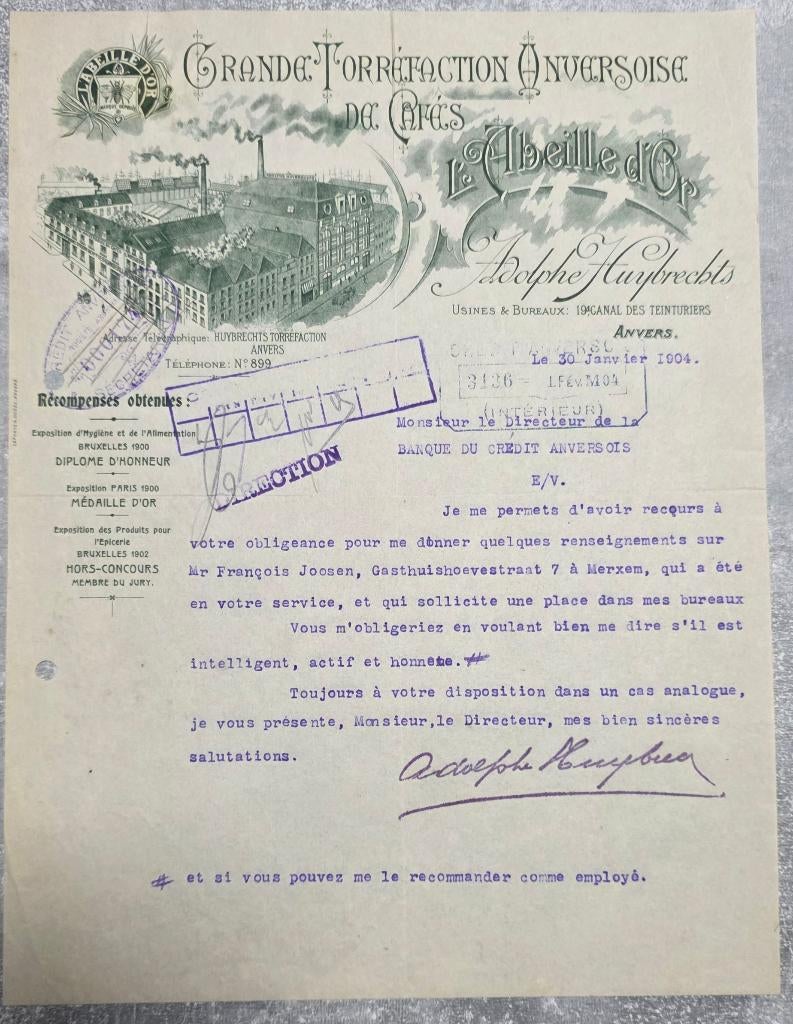 L'ABEILLE D'OR
GRANDE TORRÉFACTION ANVERSOISE
DE CAFÉS
L'Abeille d'Or
Adolphe Huybrechts
USINES & BUREAUX: 19A CANAL DES TEINTURIERS
ANVERS.
Adresse Télégraphique: HUYBRECHTS TORREFACTION
ANVERS
TÉLÉPHONE: No 899
Le 30 Janvier 1904.
3136 - 1 FÉV.M 04
(INTÉRIEUR)
DIRECTION
Récompenses obtenues:
Exposition d'Hygiène et de l'Alimentation
BRUXELLES 1900
DIPLOME D'HONNEUR
Exposition PARIS 1900
MÉDAILLE D'OR
Exposition des Produits pour
l'Epicerie
BRUXELLES 1902
HORS-CONCOURS
MEMBRE DU JURY.
Monsieur le Directeur de la
BANQUE DU CRÉDIT ANVERSOIS
E/V.
Je me permets d'avoir recours à
votre obligeance pour me donner quelques renseignements sur
Mr François Joosen, Gasthuishoevestraat 7 à Merxem, qui a été
en votre service, et qui sollicite une place dans mes bureaux
Vous m'obligeriez en voulant bien me dire s'il est
intelligent, actif et honnete. #
Toujours à votre disposition dans un cas analogue,
je vous présente, Monsieur,le Directeur, mes bien sincères
salutations.
Adolphe Huybrec
# et si vous pouvez me le recommander comme employé.